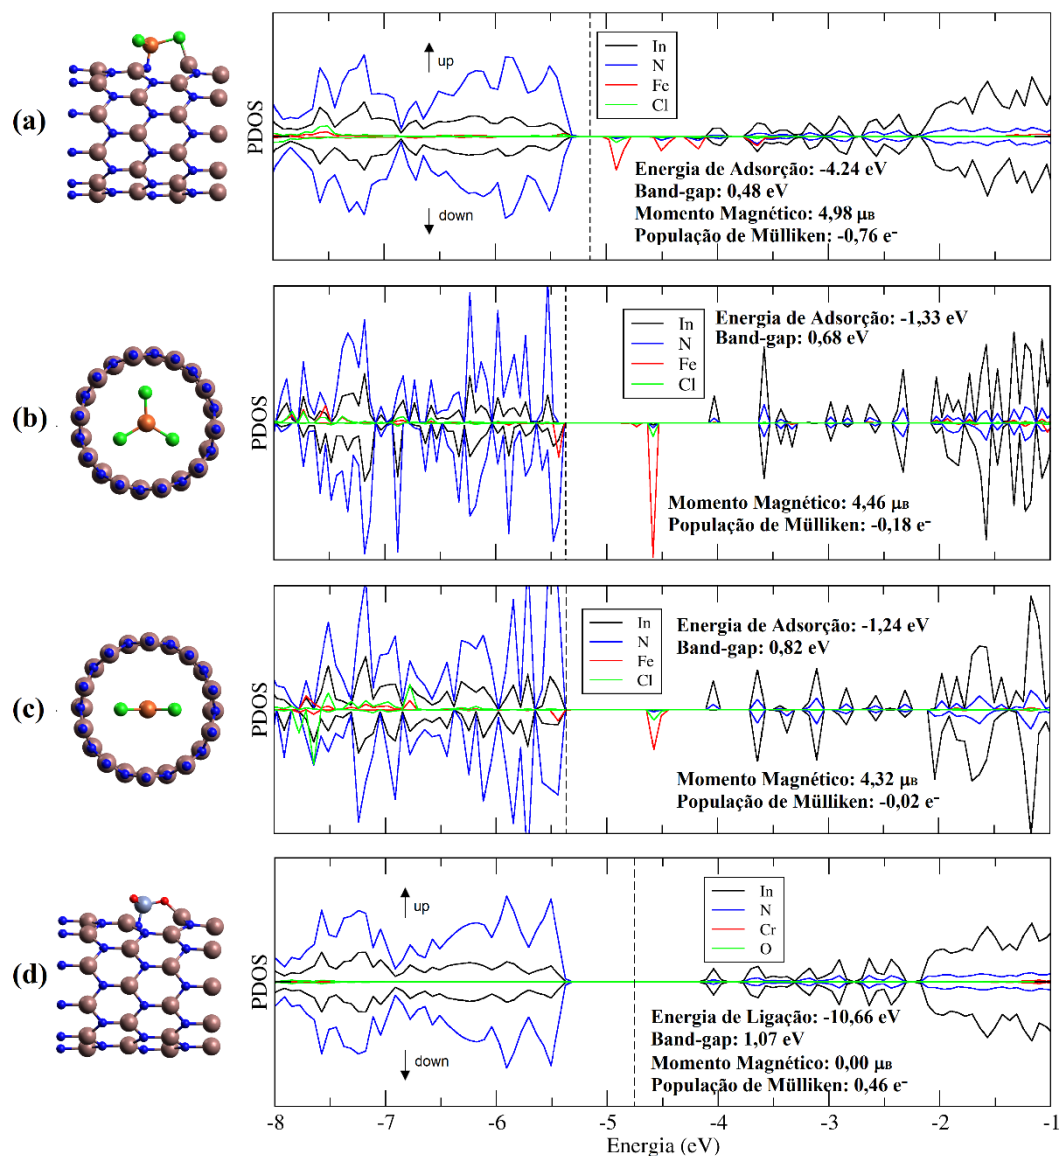 (a)
PDOS
up
down
In
N
Fe
Cl
Energia de Adsorção: -4.24 eV
Band-gap: 0,48 eV
Momento Magnético: 4,98 μB
População de Mülliken: -0,76 e-
(b)
PDOS
In
N
Fe
Cl
Energia de Adsorção: -1,33 eV
Band-gap: 0,68 eV
Momento Magnético: 4,46 μB
População de Mülliken: -0,18 e-
(c)
PDOS
In
N
Fe
Cl
Energia de Adsorção: -1,24 eV
Band-gap: 0,82 eV
Momento Magnético: 4,32 μB
População de Mülliken: -0,02 e-
(d)
PDOS
up
down
In
N
Cr
O
Energia de Ligação: -10,66 eV
Band-gap: 1,07 eV
Momento Magnético: 0,00 μB
População de Mülliken: 0,46 e-
-8 -7 -6 -5 -4 -3 -2 -1
Energia (eV)